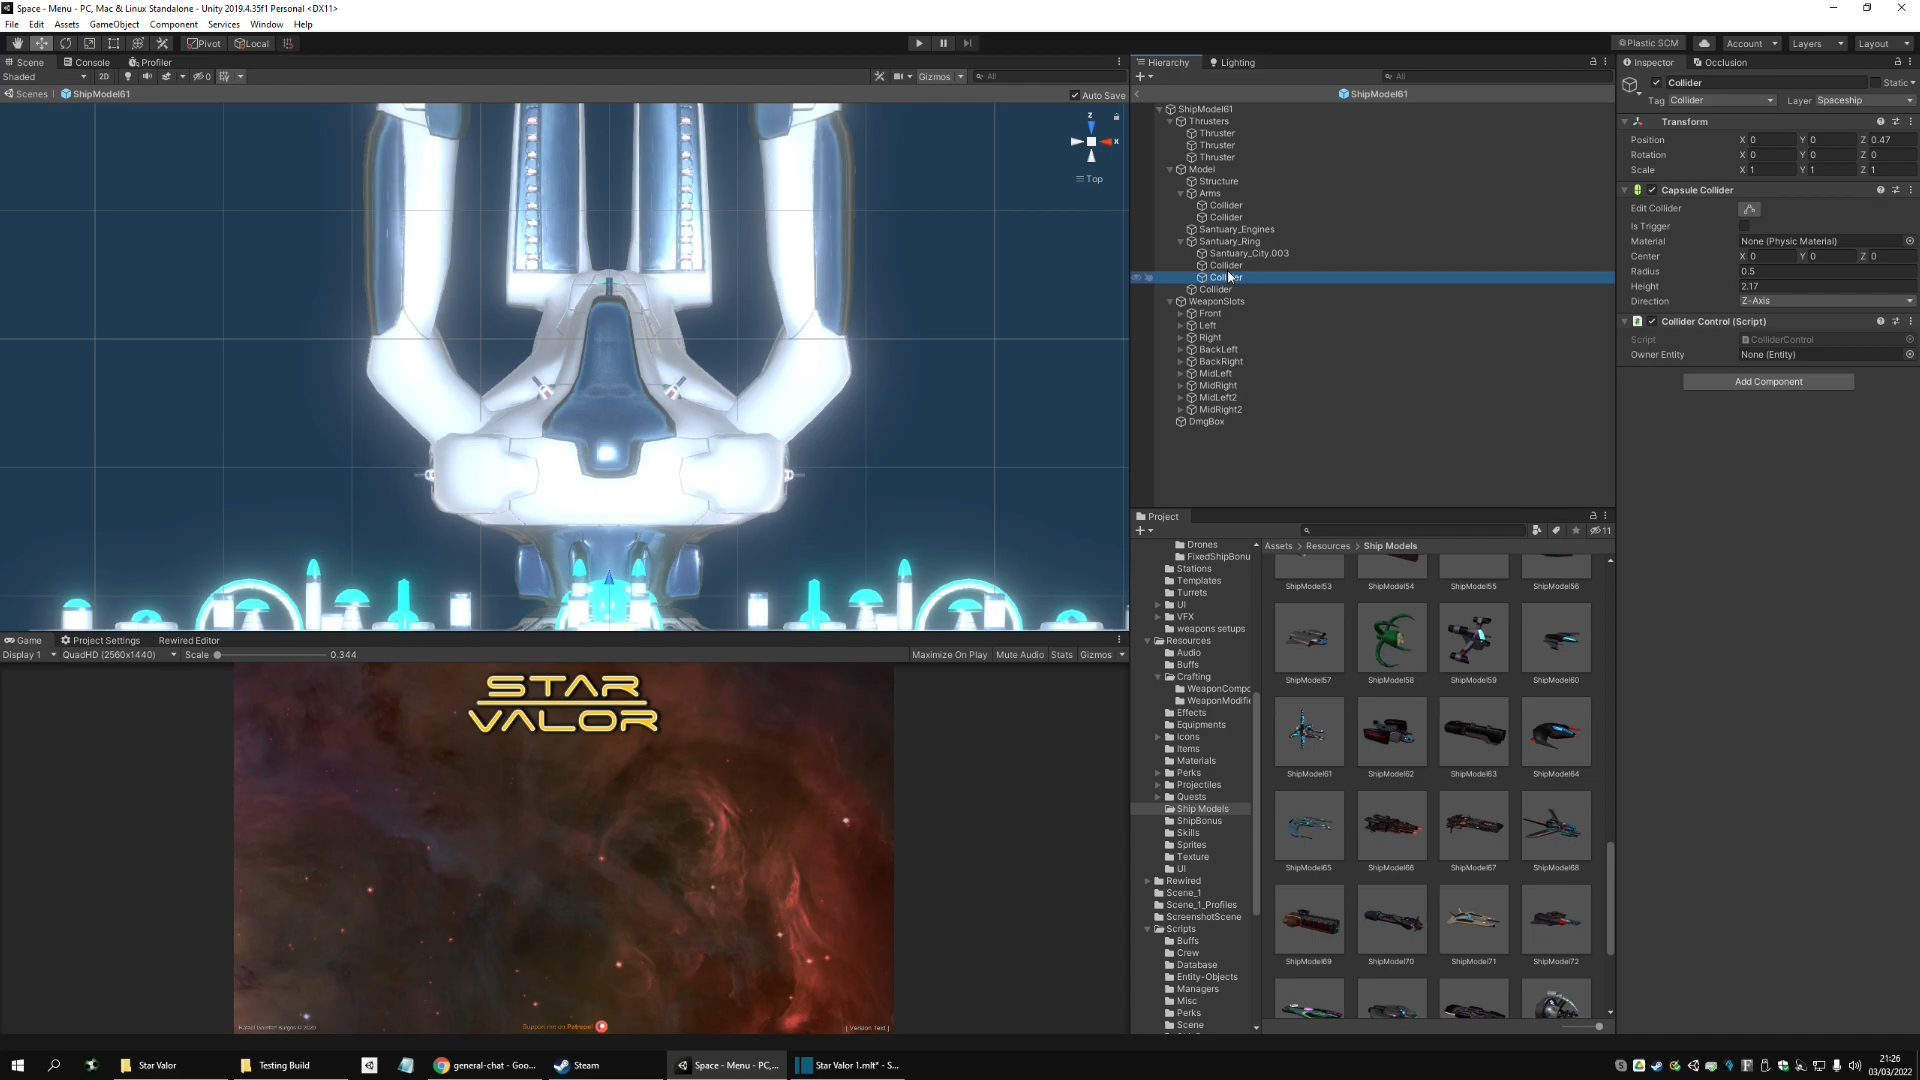 Space - Menu - PC, Mac & Linux Standalone - Unity 2019.4.35f1 Personal <DX11>
File Edit Assets GameObject Component Services Window Help
Pivot Local
Plastic SCM Account Layers Layout
Scene Console Profiler
Hierarchy Lighting
Inspector Occlusion
Shaded 2D 0 Gizmos All
All
Scenes ShipModel61
Auto Save
ShipModel61
z
x
Top
ShipModel61
Thrusters
Thruster
Thruster
Thruster
Model
Structure
Arms
Collider
Collider
Santuary_Engines
Santuary_Ring
Santuary_City.003
Collider
Collider
Collider
WeaponSlots
Front
Left
Right
BackLeft
BackRight
MidLeft
MidRight
MidLeft2
MidRight2
DmgBox
Collider Static
Tag Collider Layer Spaceship
Transform
Position X 0 Y 0 Z 0.47
Rotation X 0 Y 0 Z 0
Scale X 1 Y 1 Z 1
Capsule Collider
Edit Collider
Is Trigger
Material None (Physic Material)
Center X 0 Y 0 Z 0
Radius 0.5
Height 2.17
Direction Z-Axis
Collider Control (Script)
Script ColliderControl
Owner Entity None (Entity)
Add Component
Project
11
Drones
FixedShipBonu
Stations
Templates
Turrets
UI
VFX
weapons setups
Resources
Audio
Buffs
Crafting
WeaponCompo
WeaponModifie
Effects
Equipments
Icons
Items
Materials
Perks
Projectiles
Quests
Ship Models
ShipBonus
Skills
Sprites
Texture
UI
Rewired
Scene_1
Scene_1_Profiles
ScreenshotScene
Scripts
Buffs
Crew
Database
Entity-Objects
Managers
Misc
Perks
Scene
Assets > Resources > Ship Models
ShipModel53 ShipModel54 ShipModel55 ShipModel56
ShipModel57 ShipModel58 ShipModel59 ShipModel60
ShipModel61 ShipModel62 ShipModel63 ShipModel64
ShipModel65 ShipModel66 ShipModel67 ShipModel68
ShipModel69 ShipModel70 ShipModel71 ShipModel72
Game Project Settings Rewired Editor
Display 1 QuadHD (2560x1440) Scale 0.344 Maximize On Play Mute Audio Stats Gizmos
STAR
VALOR
Support me on Patreon!
[ Version Text ]
Star Valor Testing Build general-chat - Goo... Steam Space - Menu - PC,... Star Valor 1.mlt* - S...
21:26
03/03/2022